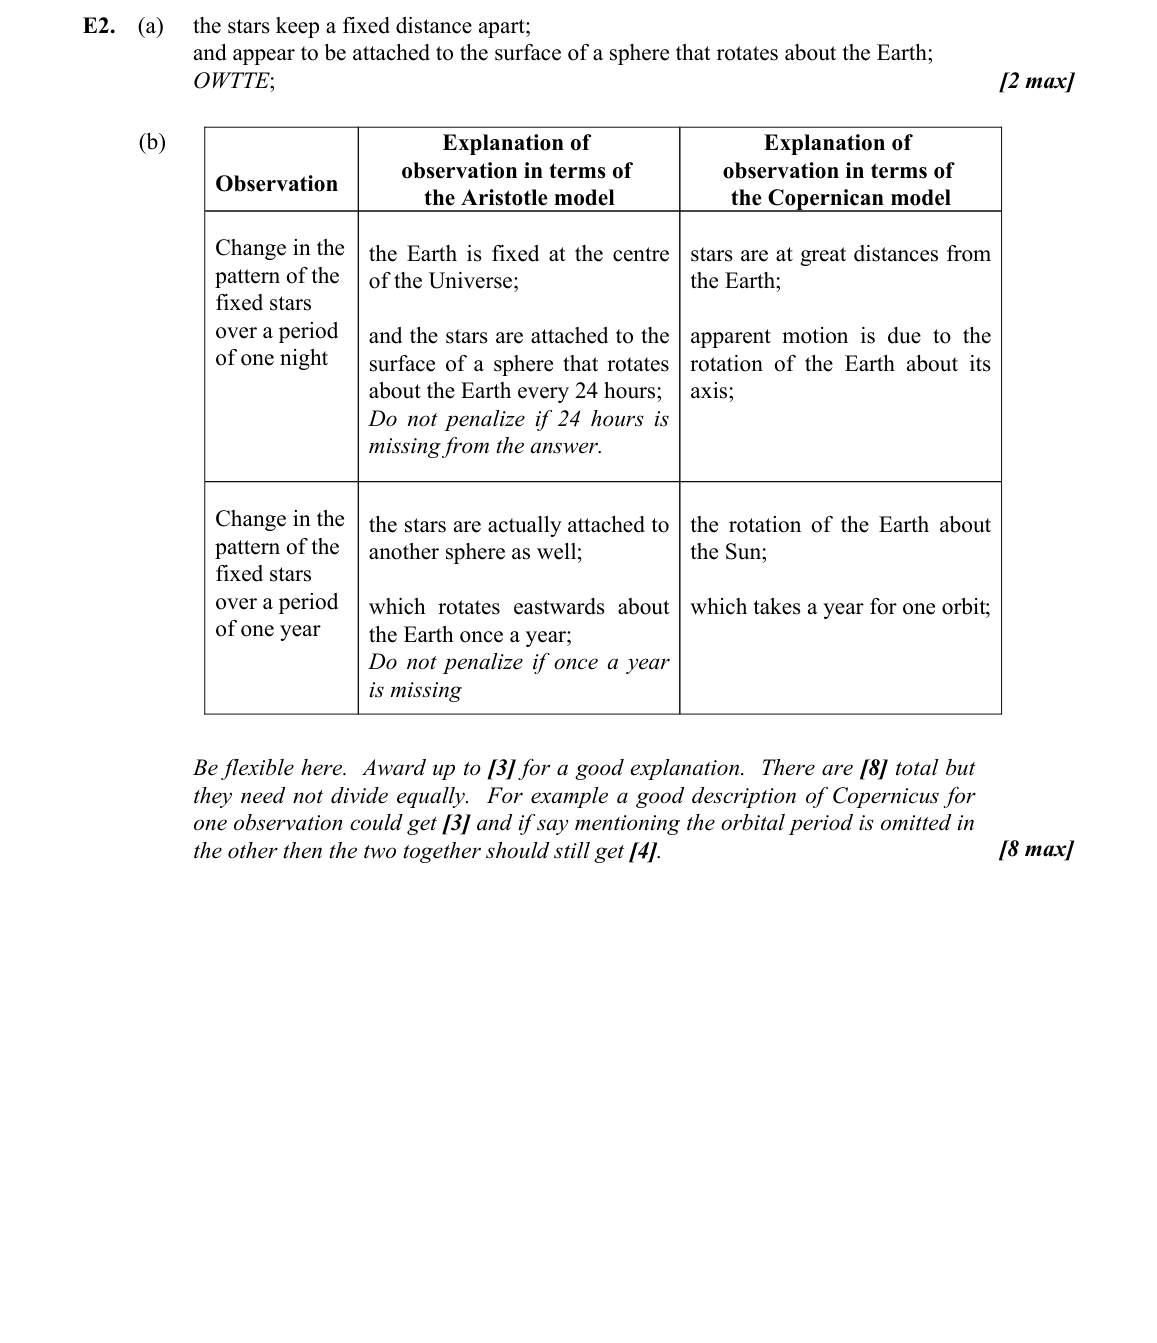 E2. (a) the stars keep a fixed distance apart;
and appear to be attached to the surface of a sphere that rotates about the Earth;
OWTTE; [2 max]
(b)
Observation
Explanation of
observation in terms of
the Aristotle model
Explanation of
observation in terms of
the Copernican model
Change in the
pattern of the
fixed stars
over a period
of one night
the Earth is fixed at the centre
of the Universe;
and the stars are attached to the
surface of a sphere that rotates
about the Earth every 24 hours;
Do not penalize if 24 hours is
missing from the answer.
stars are at great distances from
the Earth;
apparent motion is due to the
rotation of the Earth about its
axis;
Change in the
pattern of the
fixed stars
over a period
of one year
the stars are actually attached to
another sphere as well;
which rotates eastwards about
the Earth once a year;
Do not penalize if once a year
is missing
the rotation of the Earth about
the Sun;
which takes a year for one orbit;
Be flexible here. Award up to [3] for a good explanation. There are [8] total but
they need not divide equally. For example a good description of Copernicus for
one observation could get [3] and if say mentioning the orbital period is omitted in
the other then the two together should still get [4]. [8 max]